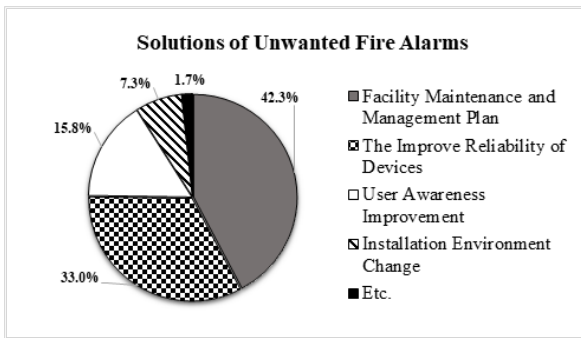 Solutions of Unwanted Fire Alarms
7.3%
1.7%
42.3%
15.8%
33.0%
Facility Maintenance and
Management Plan
The Improve Reliability of
Devices
User Awareness
Improvement
Installation Environment
Change
Etc.